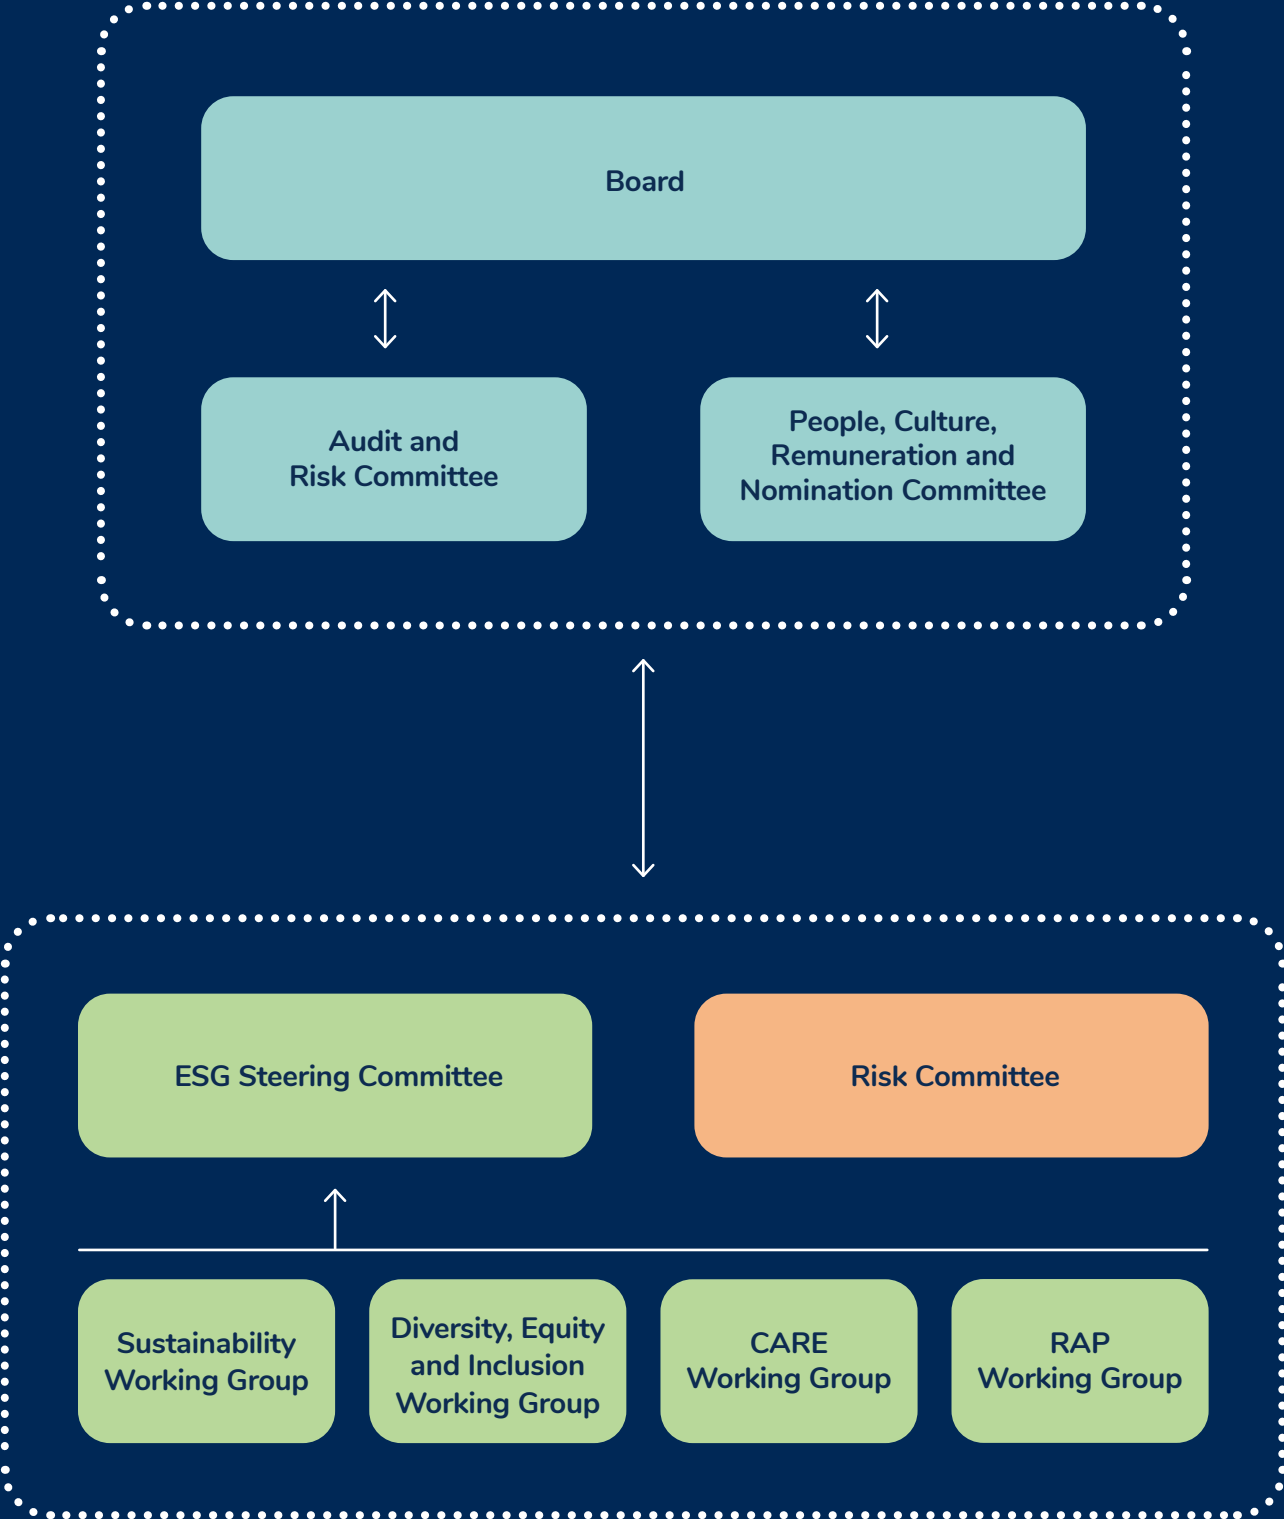 Board
Audit and
Risk Committee
People, Culture,
Remuneration and
Nomination Committee
ESG Steering Committee
Risk Committee
Sustainability
Working Group
Diversity, Equity
and Inclusion
Working Group
CARE
Working Group
RAP
Working Group